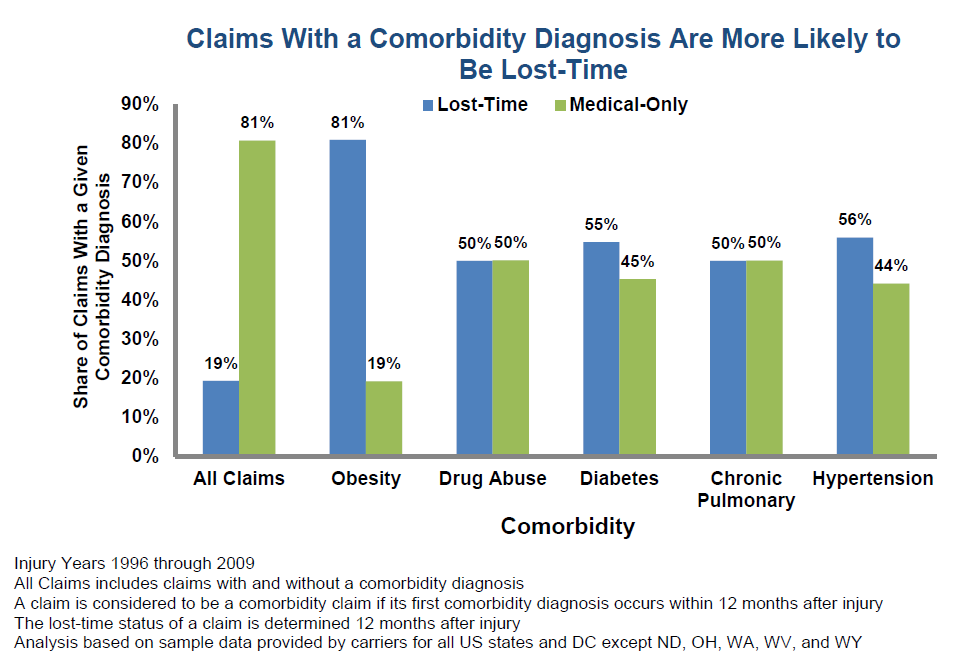 Claims With a Comorbidity Diagnosis Are More Likely to
Be Lost-Time
Lost-Time
Medical-Only
Share of Claims With a Given
Comorbidity Diagnosis
90%
80%
70%
60%
50%
40%
30%
20%
10%
0%
19%
81%
81%
19%
50%
50%
55%
45%
50%
50%
56%
44%
All Claims
Obesity
Drug Abuse
Diabetes
Chronic
Pulmonary
Hypertension
Comorbidity
Injury Years 1996 through 2009
All Claims includes claims with and without a comorbidity diagnosis
A claim is considered to be a comorbidity claim if its first comorbidity diagnosis occurs within 12 months after injury
The lost-time status of a claim is determined 12 months after injury
Analysis based on sample data provided by carriers for all US states and DC except ND, OH, WA, WV, and WY